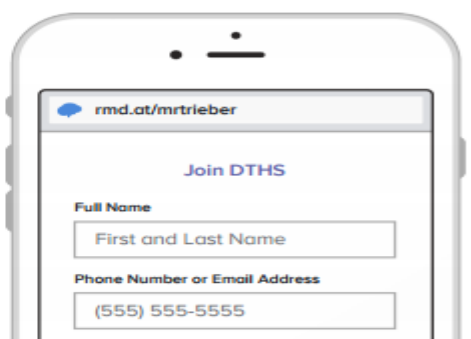 rmd.at/mrtrieber
Join DTHS
Full Name
First and Last Name
Phone Number or Email Address
(555) 555-5555